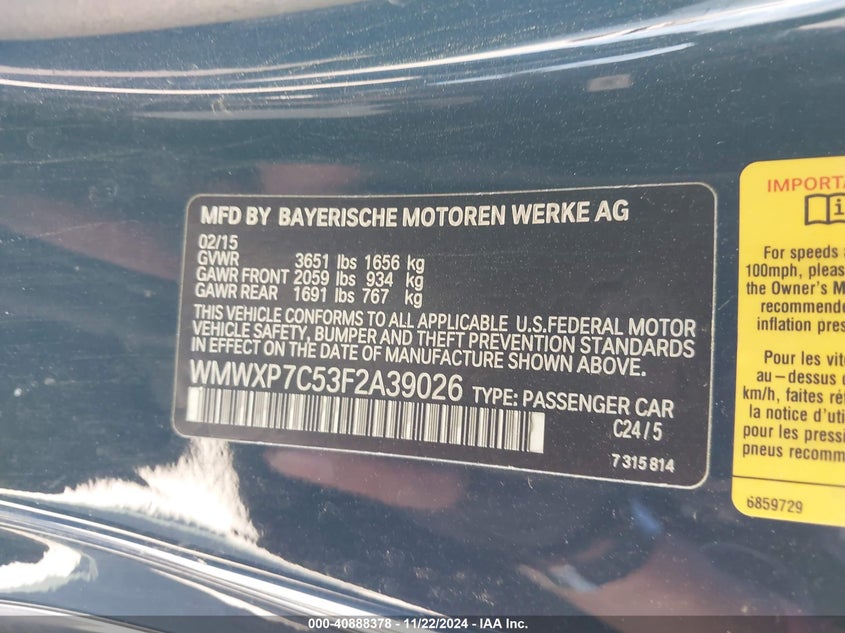 MFD BY BAYERISCHE MOTOREN WERKE AG
02/15
GVWR 3651 lbs 1656 kg
GAWR FRONT 2059 lbs 934 kg
GAWR REAR 1691 lbs 767 kg
THIS VEHICLE CONFORMS TO ALL APPLICABLE U.S.FEDERAL MOTOR
VEHICLE SAFETY, BUMPER AND THEFT PREVENTION STANDARDS
IN EFFECT ON THE DATE OF MANUFACTURE SHOWN ABOVE.
WMWXP7C53F2A39026 TYPE: PASSENGER CAR
C24/5
7 315 814
IMPORTA
For speeds a
100mph, pleas
the Owner's M
recommende
inflation pres
Pour les vit
au-dessus d
km/h, faites réf
la notice d'uti
pour les pressi
pneus recomm
6859729
000-40888378 - 11/22/2024 - IAA Inc.